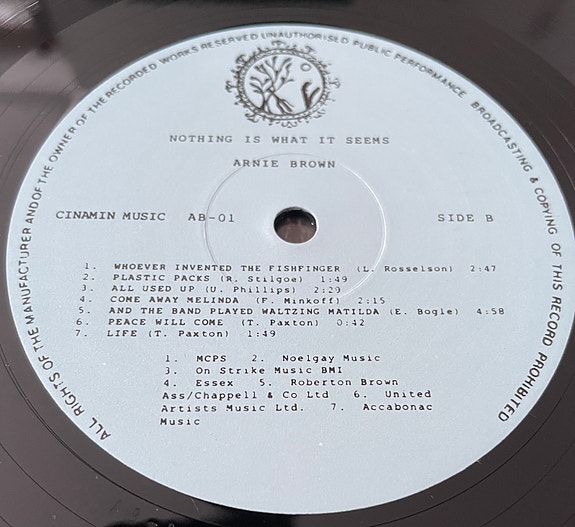 ALL RIGHTS OF THE MANUFACTURER AND OF THE OWNER OF THE RECORDED WORKS RESERVED UNAUTHORISED PUBLIC PERFORMANCE BROADCASTING & COPYING OF THIS RECORD PROHIBITED
NOTHING IS WHAT IT SEEMS
ARNIE BROWN
CINAMIN MUSIC AB-01 SIDE B
1. WHOEVER INVENTED THE FISHFINGER (L. Rosselson) 2:47
2. PLASTIC PACKS (R. Stilgoe) 1:49
3. ALL USED UP (U. Phillips) 2:29
4. COME AWAY MELINDA (F. Minkoff) 2:15
5. AND THE BAND PLAYED WALTZING MATILDA (E. Bogle) 4:58
6. PEACE WILL COME (T. Paxton) 0:42
7. LIFE (T. Paxton) 1:49
1. MCPS 2. Noelgay Music
3. On Strike Music BMI
4. Essex 5. Roberton Brown
Ass/Chappell & Co Ltd 6. United
Artists Music Ltd. 7. Accabonac
Music